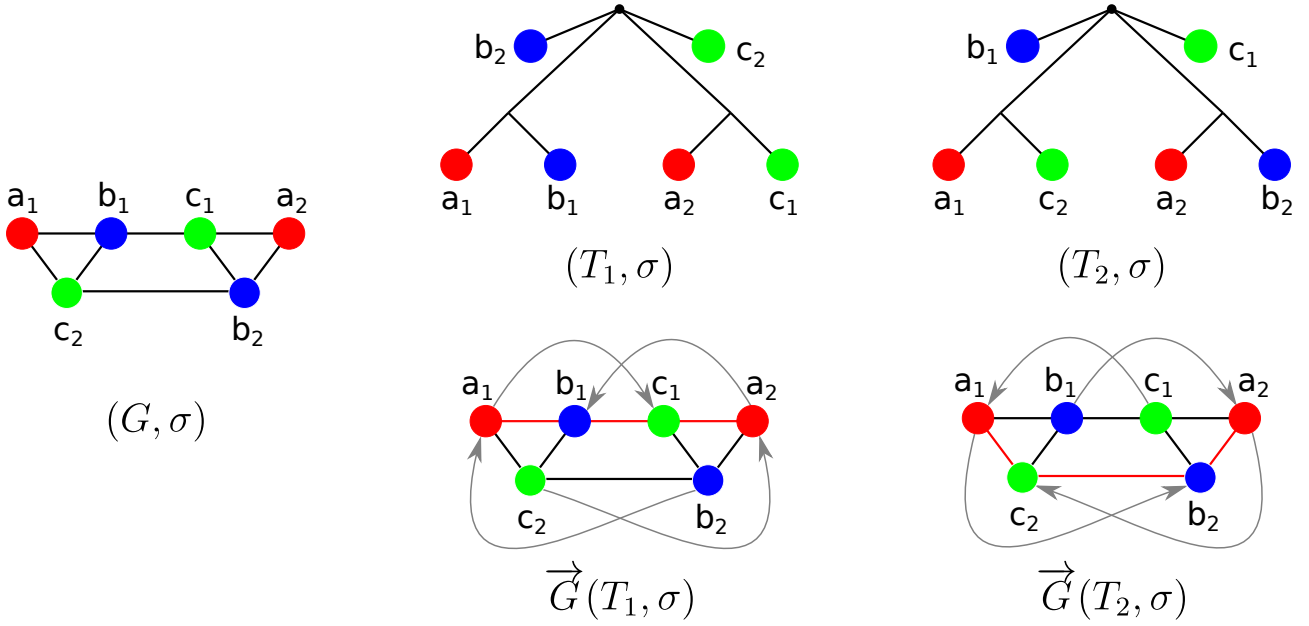 a₁ b₁ c₁ a₂
c₂ b₂
(G, σ)
b₂ c₂
a₁ b₁ a₂ c₁
(T₁, σ)
b₁ c₁
a₁ c₂ a₂ b₂
(T₂, σ)
a₁ b₁ c₁ a₂
c₂ b₂
G⃗(T₁, σ)
a₁ b₁ c₁ a₂
c₂ b₂
G⃗(T₂, σ)